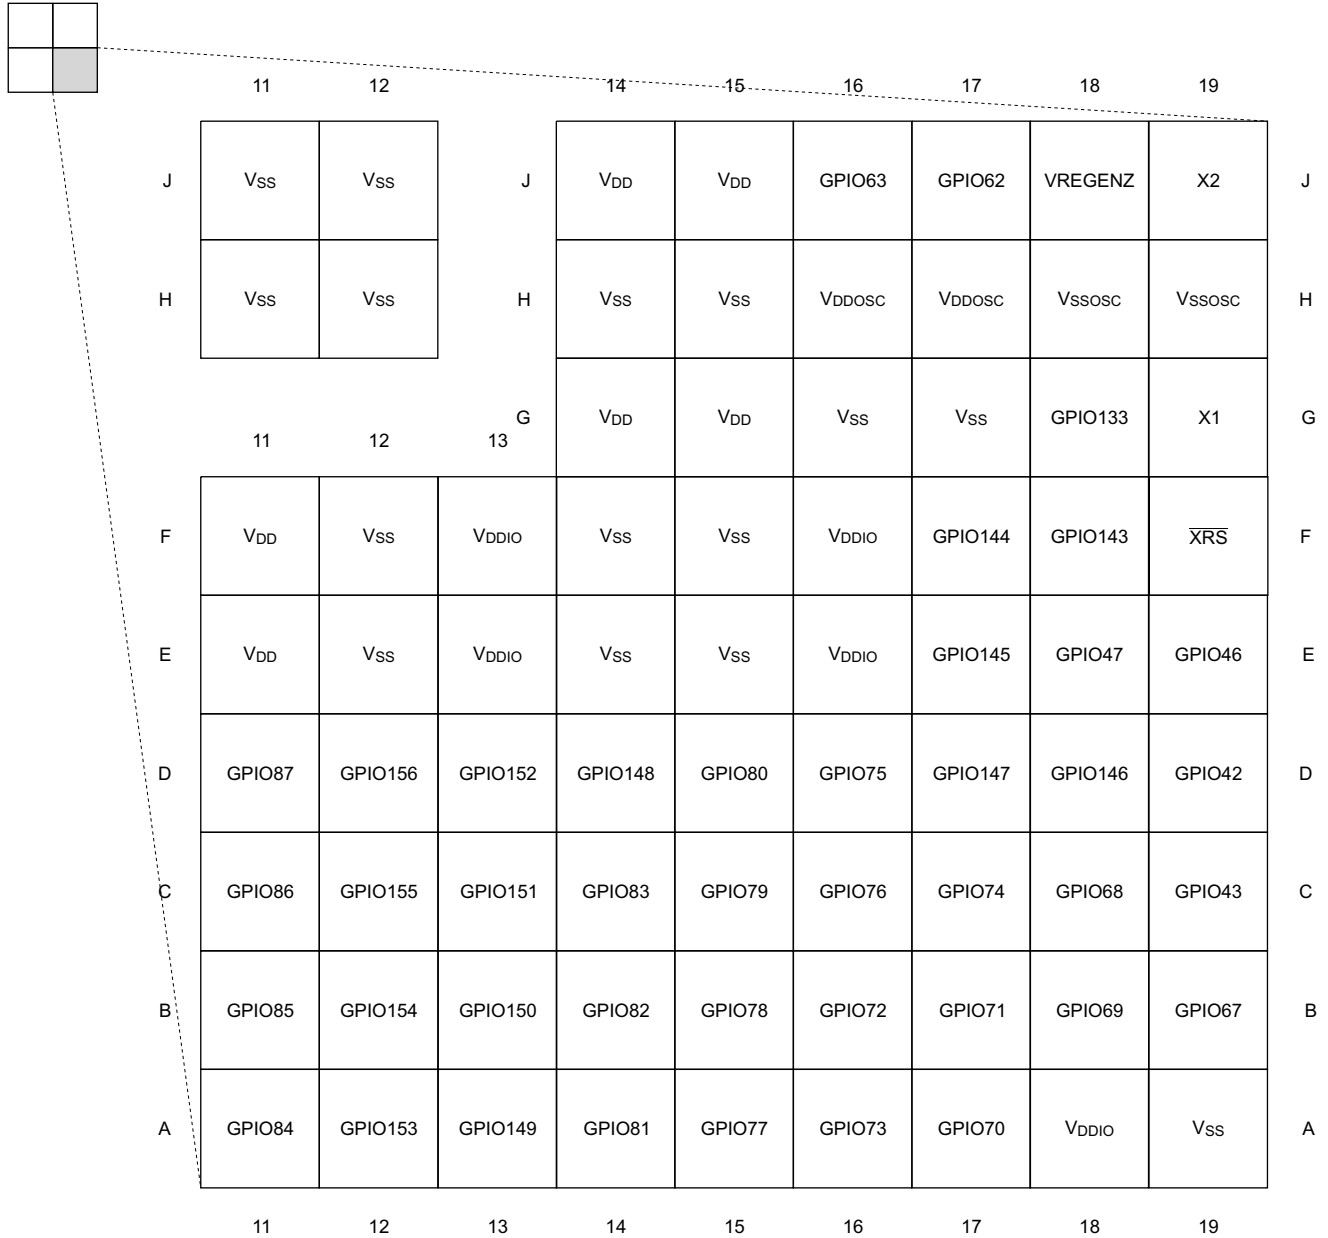 11 12 14 15 16 17 18 19
J VSS VSS J VDD VDD GPIO63 GPIO62 VREGENZ X2 J
H VSS VSS H VSS VSS VDDOSC VDDOSC VSSOSC VSSOSC H
G VDD VDD VSS VSS GPIO133 X1 G
11 12 13
F VDD VSS VDDIO VSS VSS VDDIO GPIO144 GPIO143 XRS F
E VDD VSS VDDIO VSS VSS VDDIO GPIO145 GPIO47 GPIO46 E
D GPIO87 GPIO156 GPIO152 GPIO148 GPIO80 GPIO75 GPIO147 GPIO146 GPIO42 D
C GPIO86 GPIO155 GPIO151 GPIO83 GPIO79 GPIO76 GPIO74 GPIO68 GPIO43 C
B GPIO85 GPIO154 GPIO150 GPIO82 GPIO78 GPIO72 GPIO71 GPIO69 GPIO67 B
A GPIO84 GPIO153 GPIO149 GPIO81 GPIO77 GPIO73 GPIO70 VDDIO VSS A
11 12 13 14 15 16 17 18 19